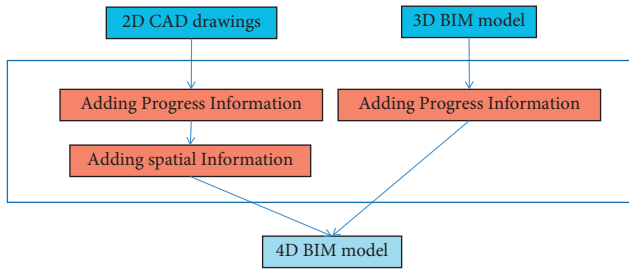 2D CAD drawings
3D BIM model
Adding Progress Information
Adding Progress Information
Adding spatial Information
4D BIM model